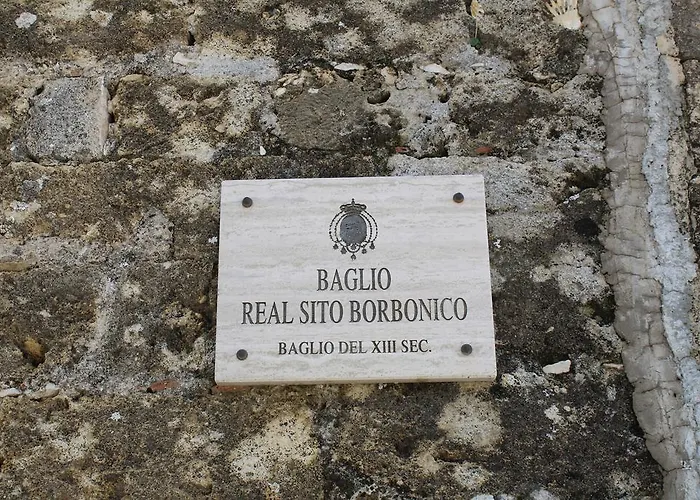 BAGLIO
REAL SITO BORBONICO
BAGLIO DEL XIII SEC.